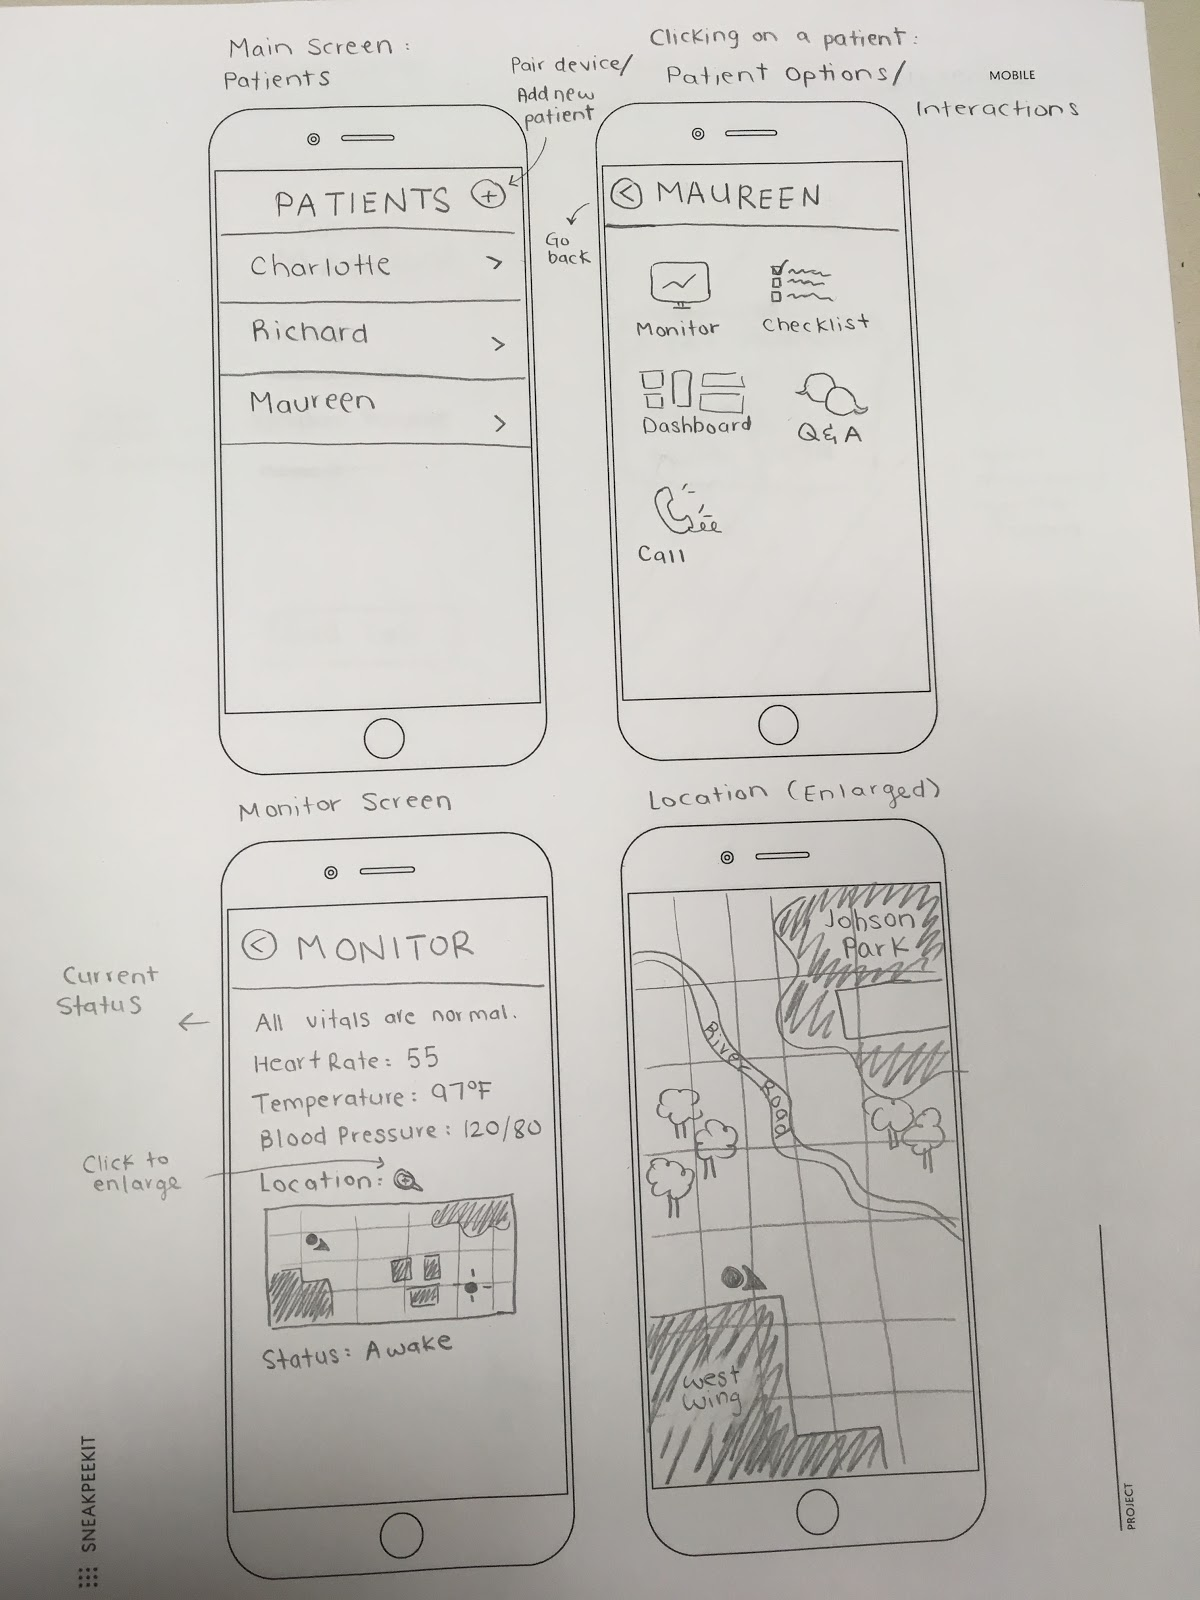 Main Screen:
Patients
Pair device/
Add new
patient
Clicking on a patient:
Patient Options/
Interactions
MOBILE
PATIENTS +
Charlotte >
Richard >
Maureen >
Go
back
< MAUREEN
Monitor
Checklist
Dashboard
Q&A
Call
Monitor Screen
Current
Status
Click to
enlarge
< MONITOR
All vitals are normal.
Heart Rate: 55
Temperature: 97°F
Blood Pressure: 120/80
Location:
Status: Awake
Location (Enlarged)
Johson
Park
River Road
West
Wing
SNEAKPEEKIT
PROJECT